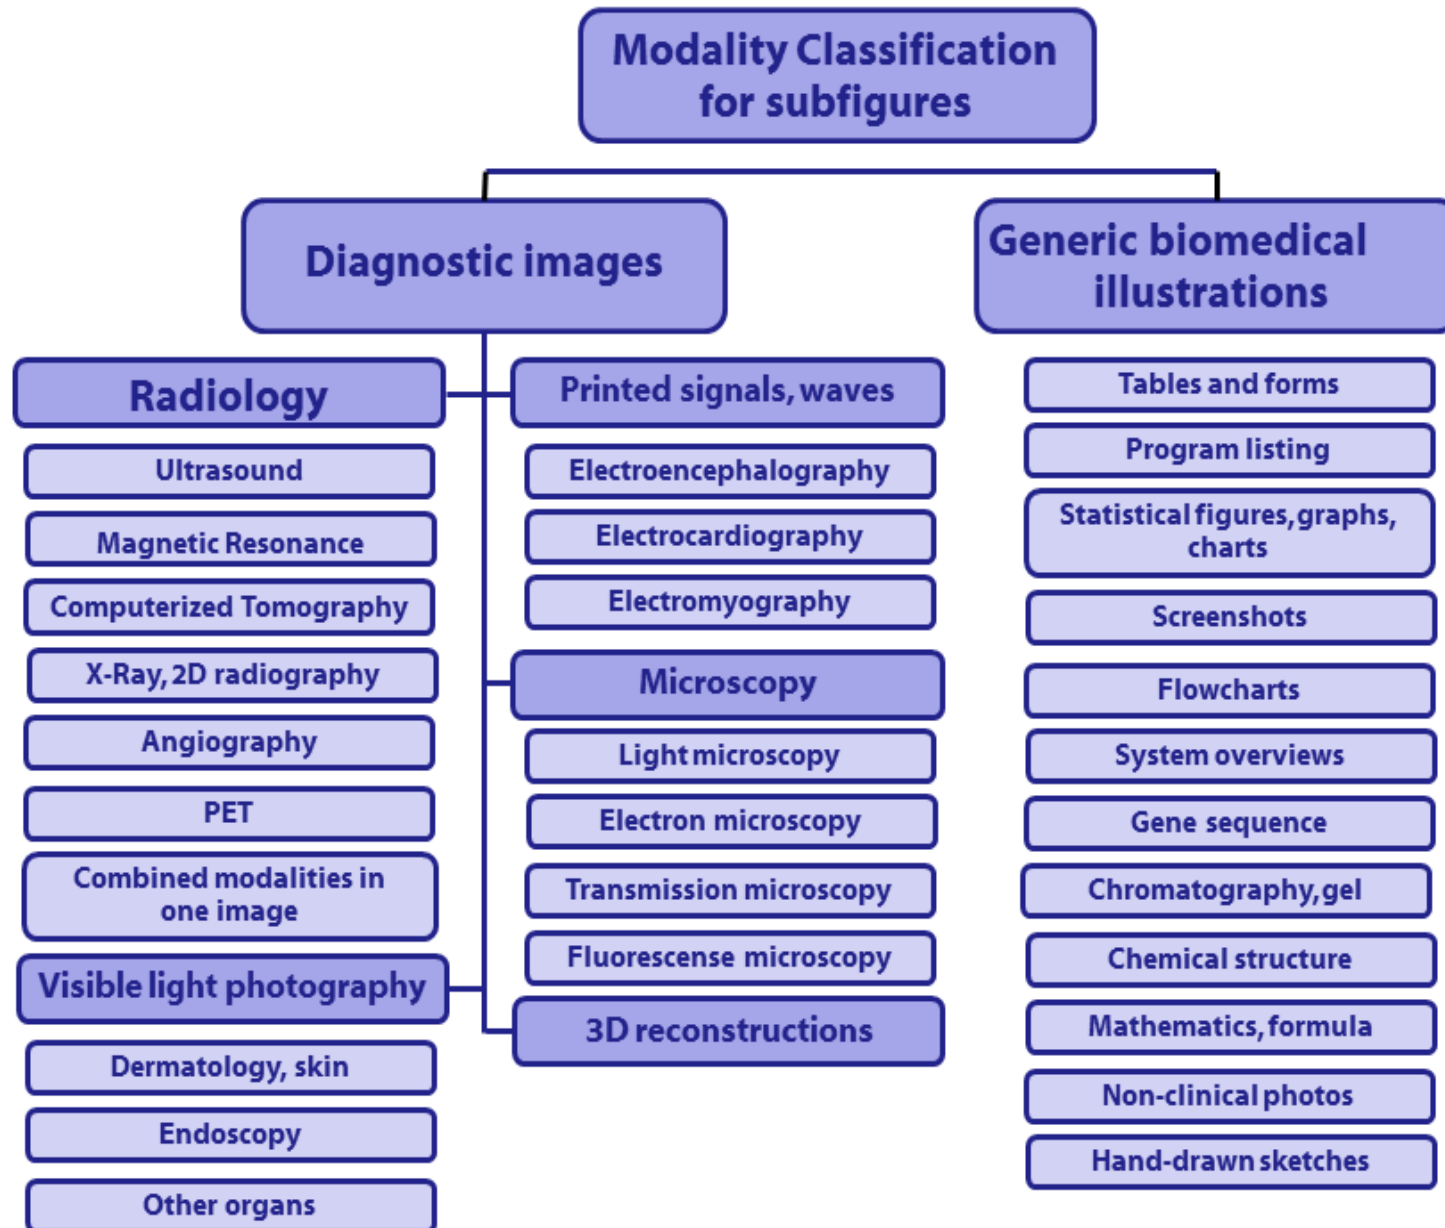 Modality Classification
for subfigures
Diagnostic images
Generic biomedical
illustrations
Radiology
Ultrasound
Magnetic Resonance
Computerized Tomography
X-Ray, 2D radiography
Angiography
PET
Combined modalities in
one image
Visible light photography
Dermatology, skin
Endoscopy
Other organs
Printed signals, waves
Electroencephalography
Electrocardiography
Electromyography
Microscopy
Light microscopy
Electron microscopy
Transmission microscopy
Fluorescense microscopy
3D reconstructions
Tables and forms
Program listing
Statistical figures, graphs,
charts
Screenshots
Flowcharts
System overviews
Gene sequence
Chromatography, gel
Chemical structure
Mathematics, formula
Non-clinical photos
Hand-drawn sketches